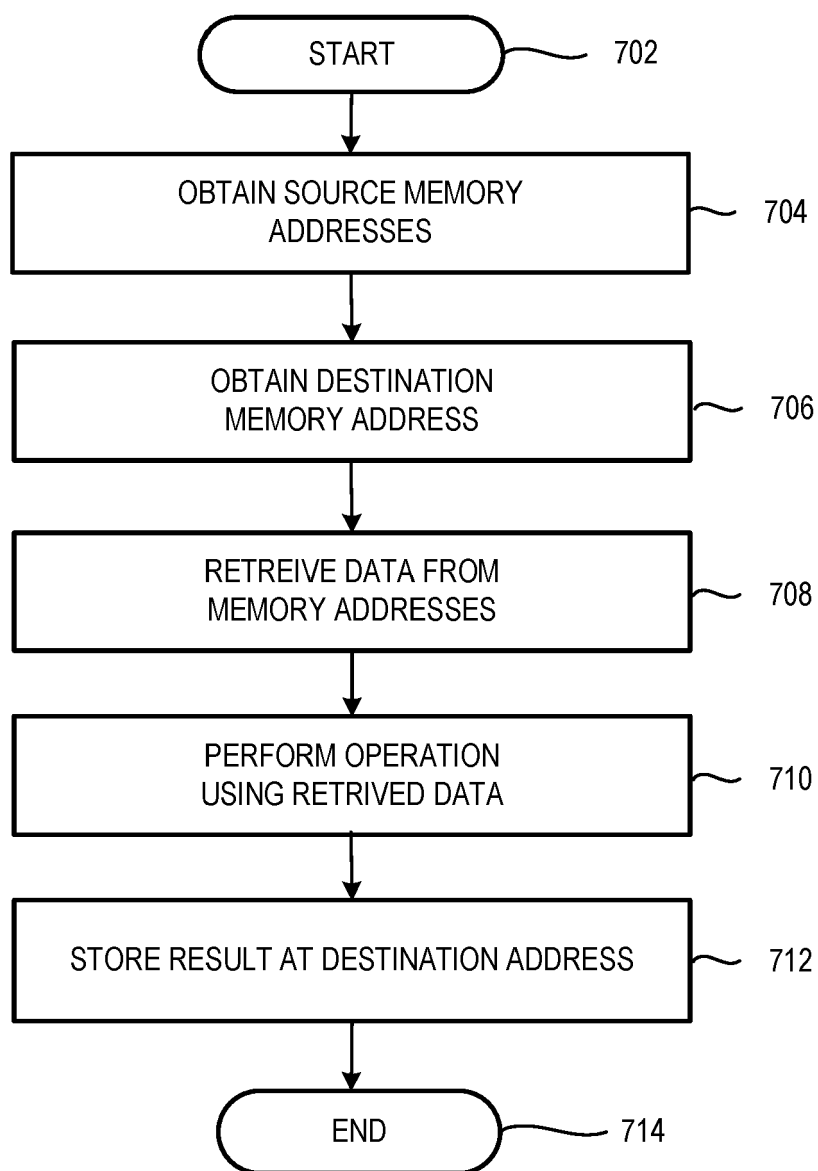 START
702
OBTAIN SOURCE MEMORY
ADDRESSES
704
OBTAIN DESTINATION
MEMORY ADDRESS
706
RETREIVE DATA FROM
MEMORY ADDRESSES
708
PERFORM OPERATION
USING RETRIVED DATA
710
STORE RESULT AT DESTINATION ADDRESS
712
END
714